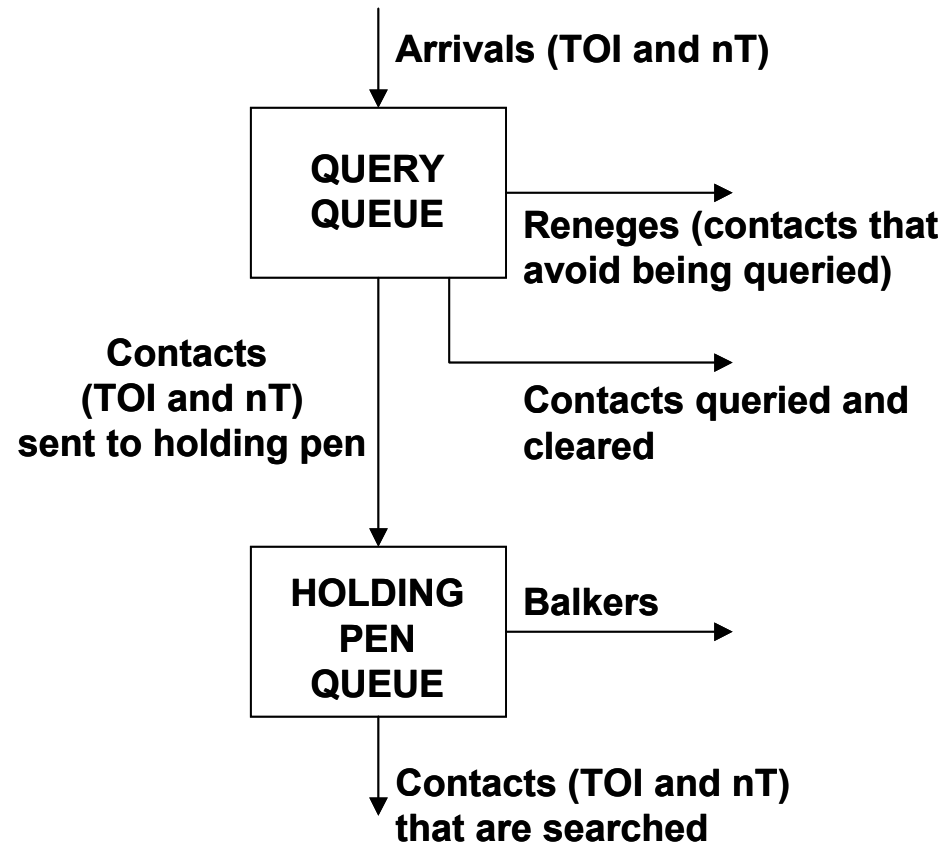 Arrivals (TOI and nT)
QUERY
QUEUE
Reneges (contacts that
avoid being queried)
Contacts
(TOI and nT)
sent to holding pen
Contacts queried and
cleared
HOLDING
PEN
QUEUE
Balkers
Contacts (TOI and nT)
that are searched